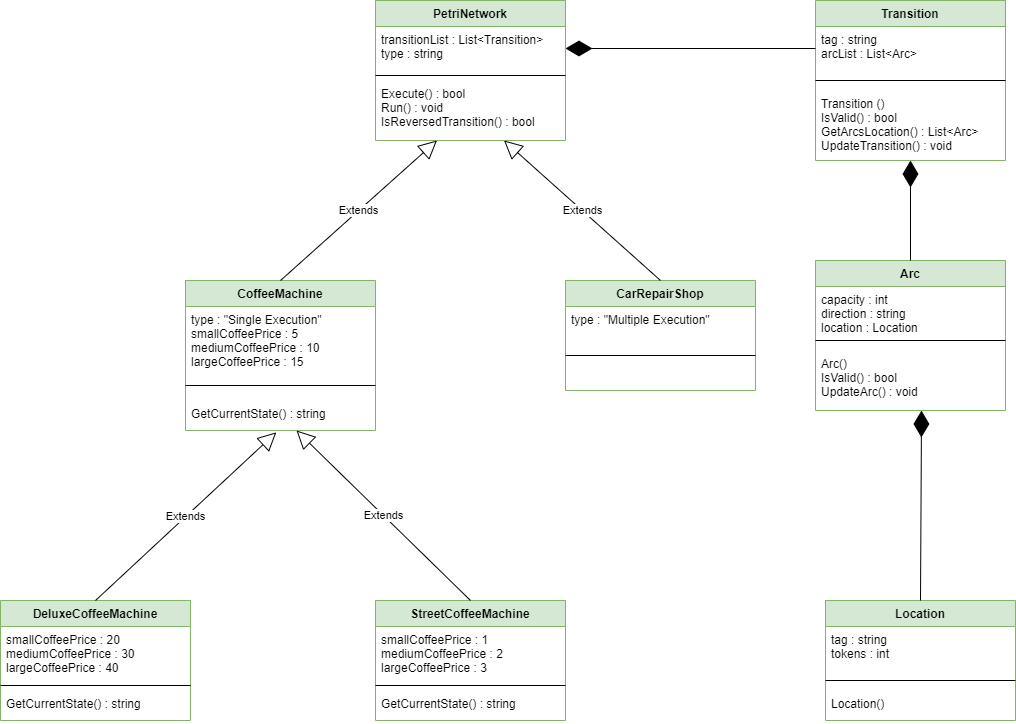 PetriNetwork
transitionList : List<Transition>
type : string
Execute() : bool
Run() : void
IsReversedTransition() : bool
Transition
tag : string
arcList : List<Arc>
Transition ()
IsValid() : bool
GetArcsLocation() : List<Arc>
UpdateTransition() : void
Extends
Extends
CoffeeMachine
type : "Single Execution"
smallCoffeePrice : 5
mediumCoffeePrice : 10
largeCoffeePrice : 15
GetCurrentState() : string
CarRepairShop
type : "Multiple Execution"
Arc
capacity : int
direction : string
location : Location
Arc()
IsValid() : bool
UpdateArc() : void
Extends
Extends
DeluxeCoffeeMachine
smallCoffeePrice : 20
mediumCoffeePrice : 30
largeCoffeePrice : 40
GetCurrentState() : string
StreetCoffeeMachine
smallCoffeePrice : 1
mediumCoffeePrice : 2
largeCoffeePrice : 3
GetCurrentState() : string
Location
tag : string
tokens : int
Location()